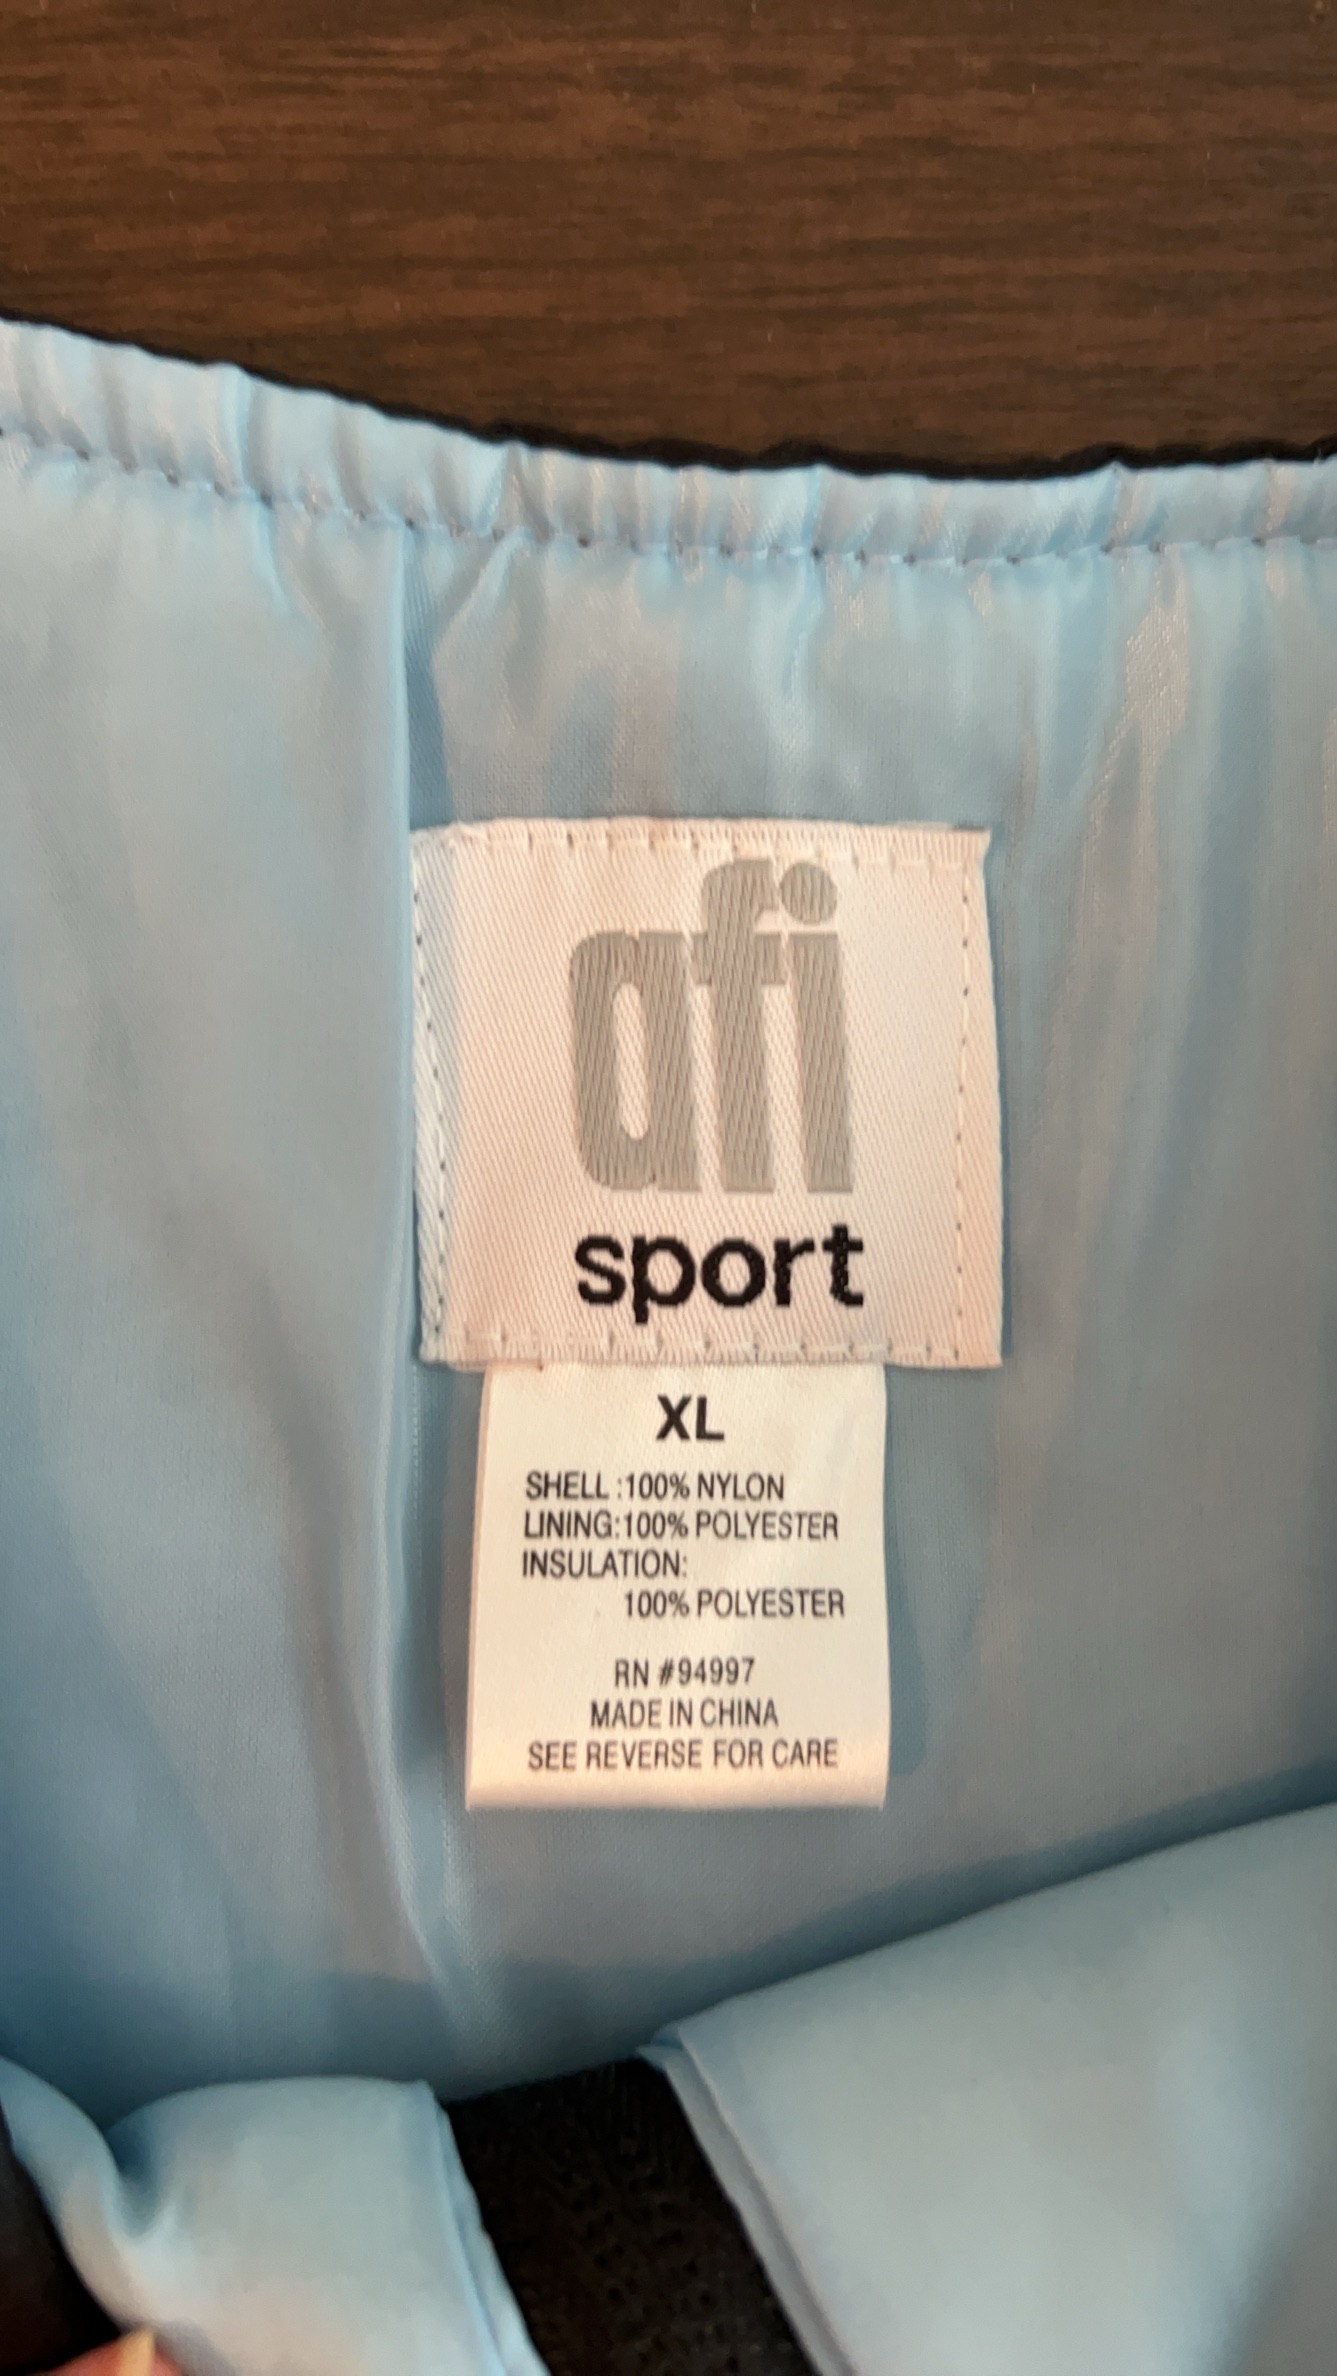 afi
sport
XL
SHELL :100% NYLON
LINING:100% POLYESTER
INSULATION:
100% POLYESTER
RN #94997
MADE IN CHINA
SEE REVERSE FOR CARE